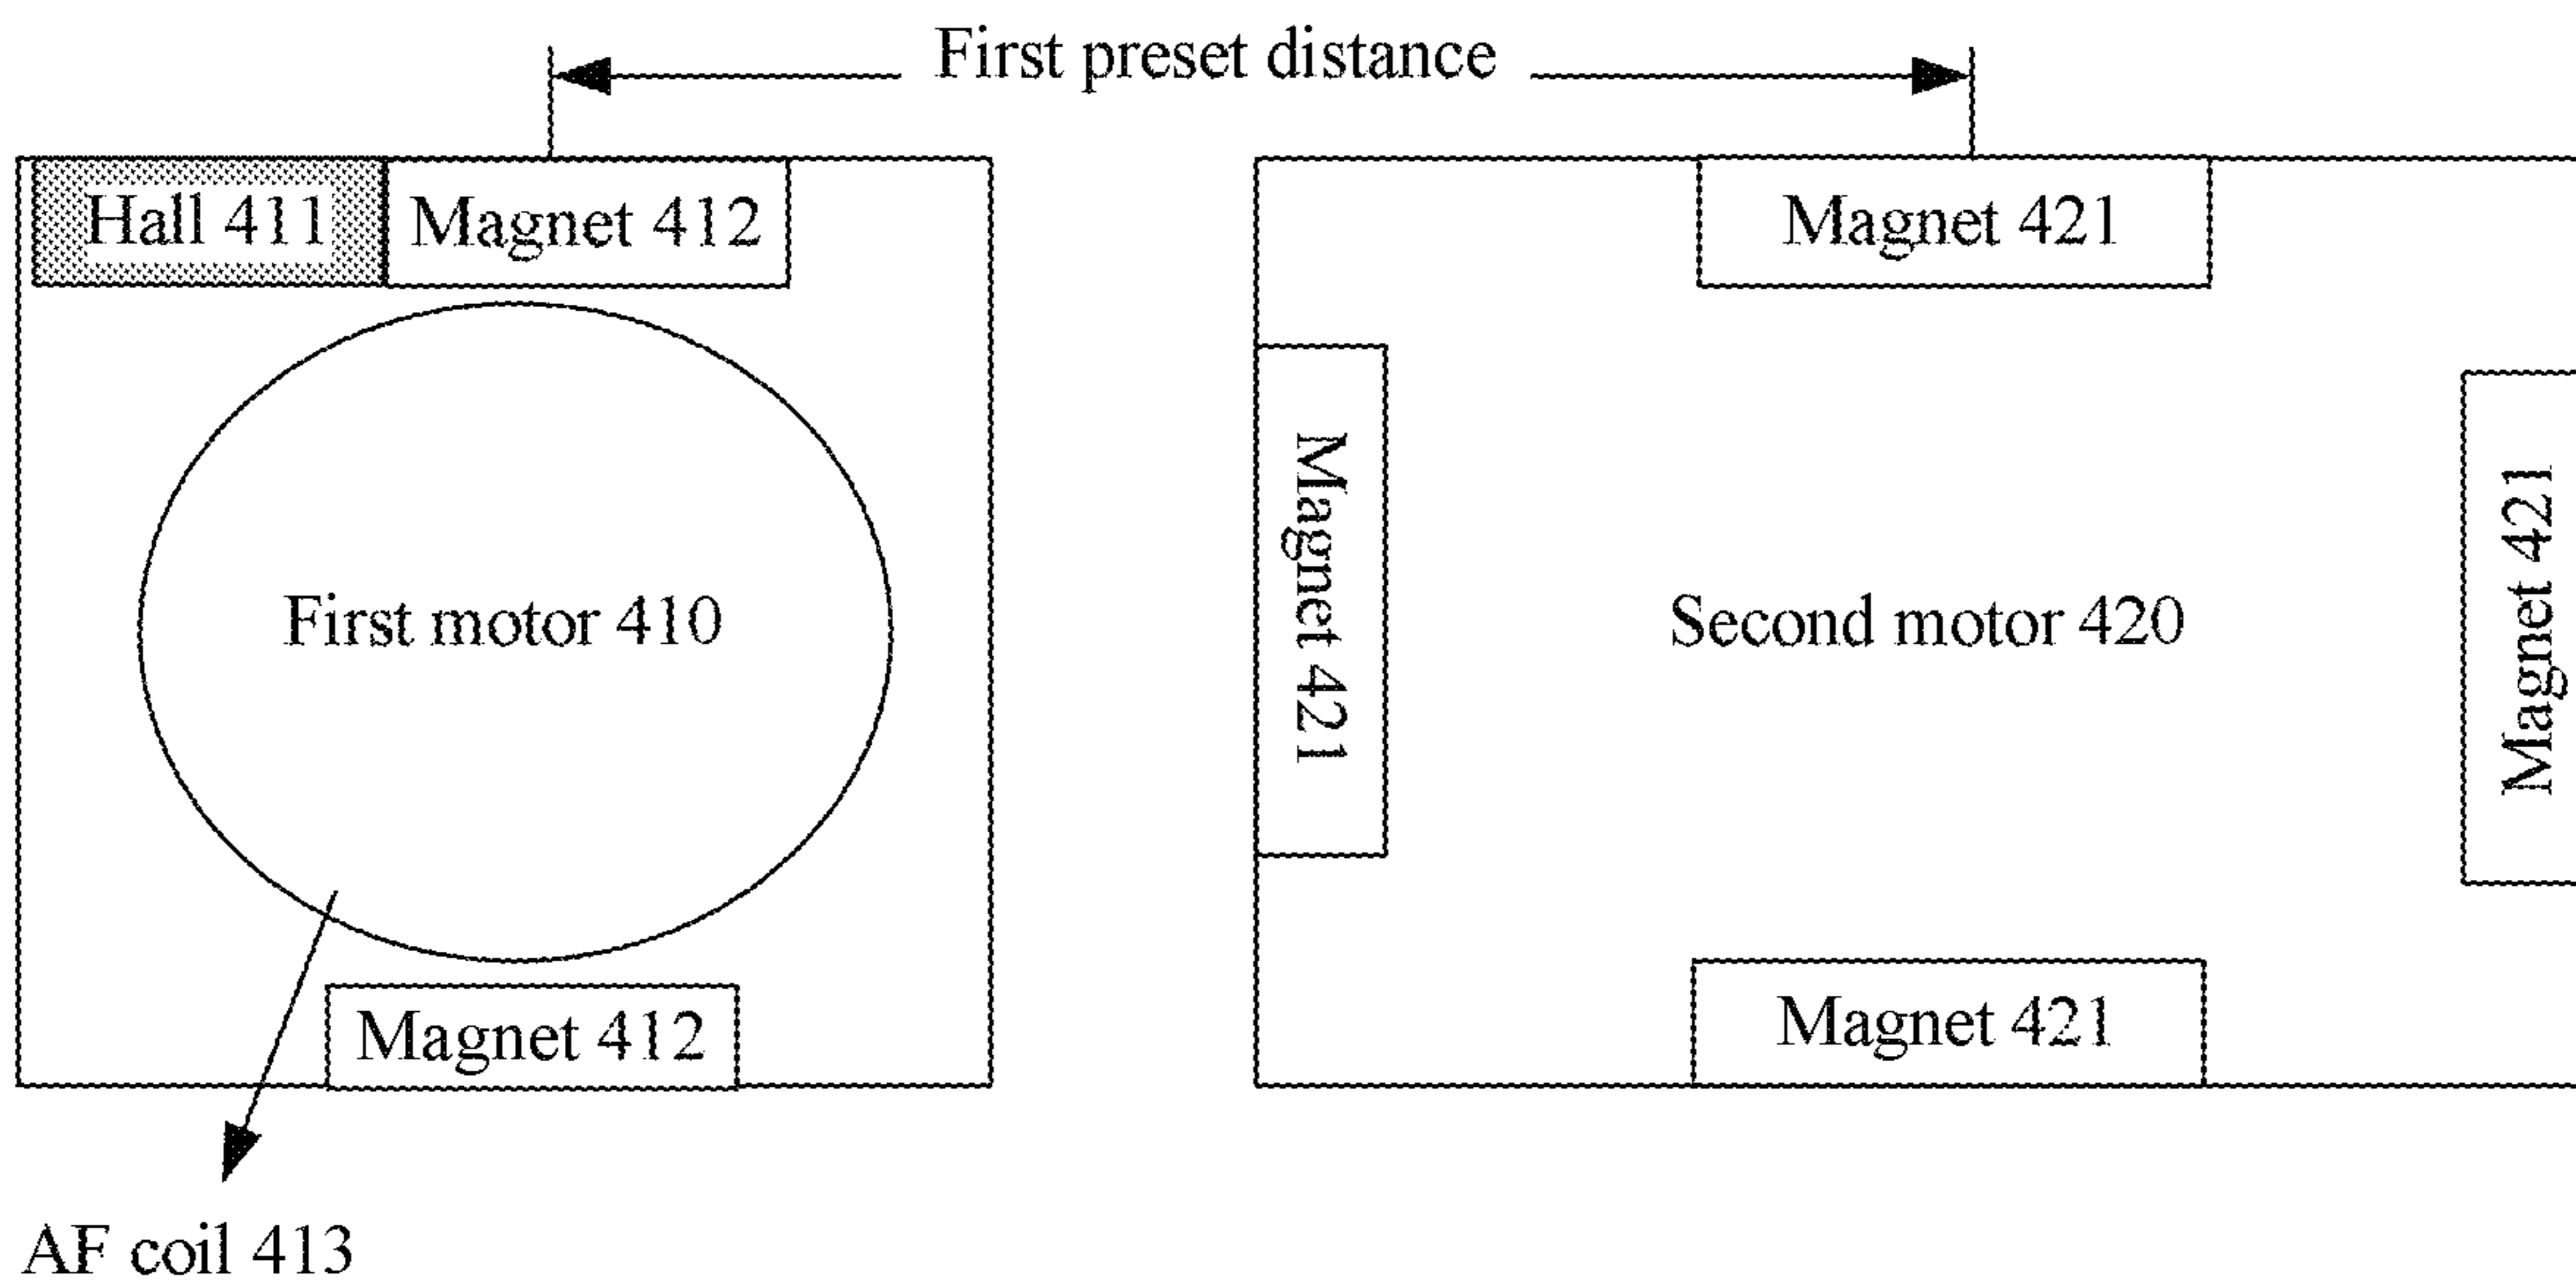 First preset distance
Hall 411
Magnet 412
Magnet 421
Magnet 421
Magnet 421
First motor 410
Second motor 420
Magnet 412
Magnet 421
AF coil 413